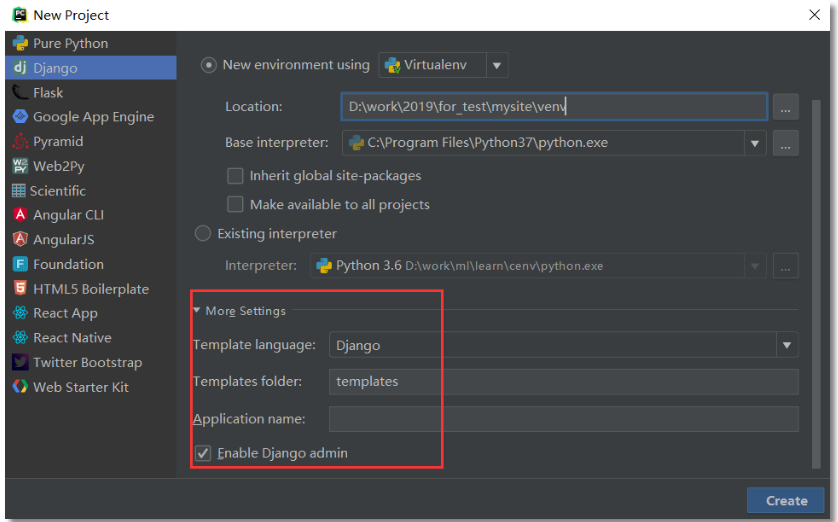 New Project
Pure Python
Django
Flask
Google App Engine
Pyramid
Web2Py
Scientific
Angular CLI
AngularJS
Foundation
HTML5 Boilerplate
React App
React Native
Twitter Bootstrap
Web Starter Kit
New environment using Virtualenv
Location: D:\work\2019\for_test\mysite\venv ...
Base interpreter: C:\Program Files\Python37\python.exe ...
Inherit global site-packages
Make available to all projects
Existing interpreter
Interpreter: Python 3.6 D:\work\ml\learn\cenv\python.exe ...
More Settings
Template language: Django
Templates folder: templates
Application name:
Enable Django admin
Create